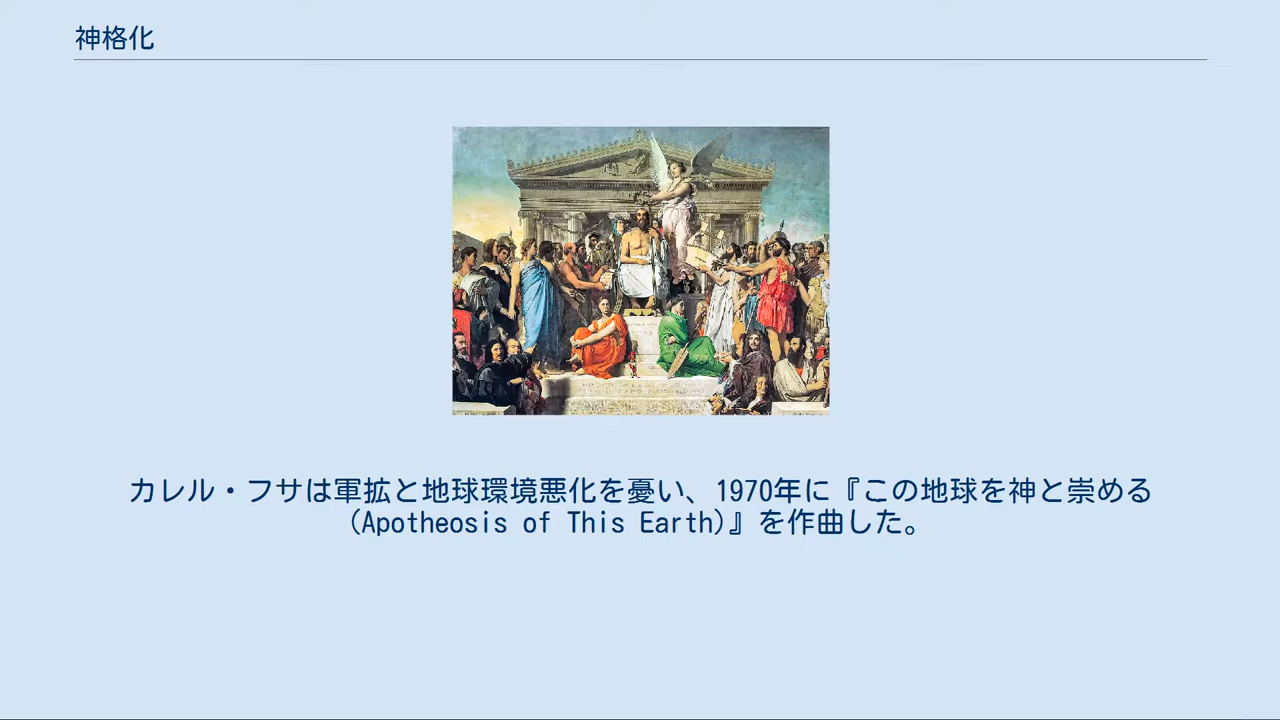 神格化
カレル・フサは軍拡と地球環境悪化を憂い、1970年に『この地球を神と崇める
(Apotheosis of This Earth)』を作曲した。